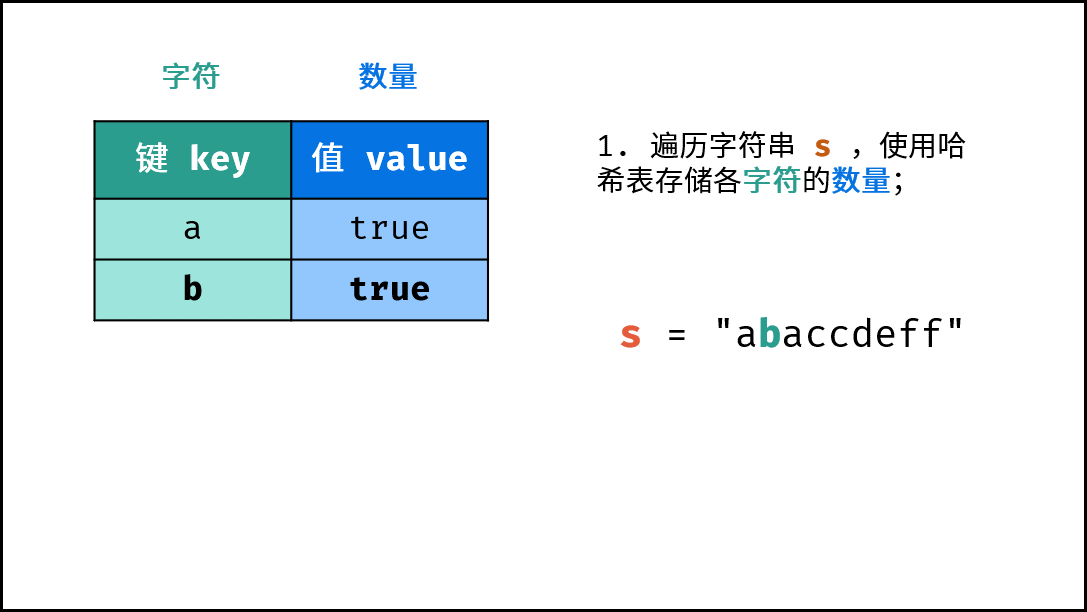 字符 数量
键 key 值 value
a true
b true
1. 遍历字符串 s ，使用哈
希表存储各字符的数量；
s = "abaccdeff"